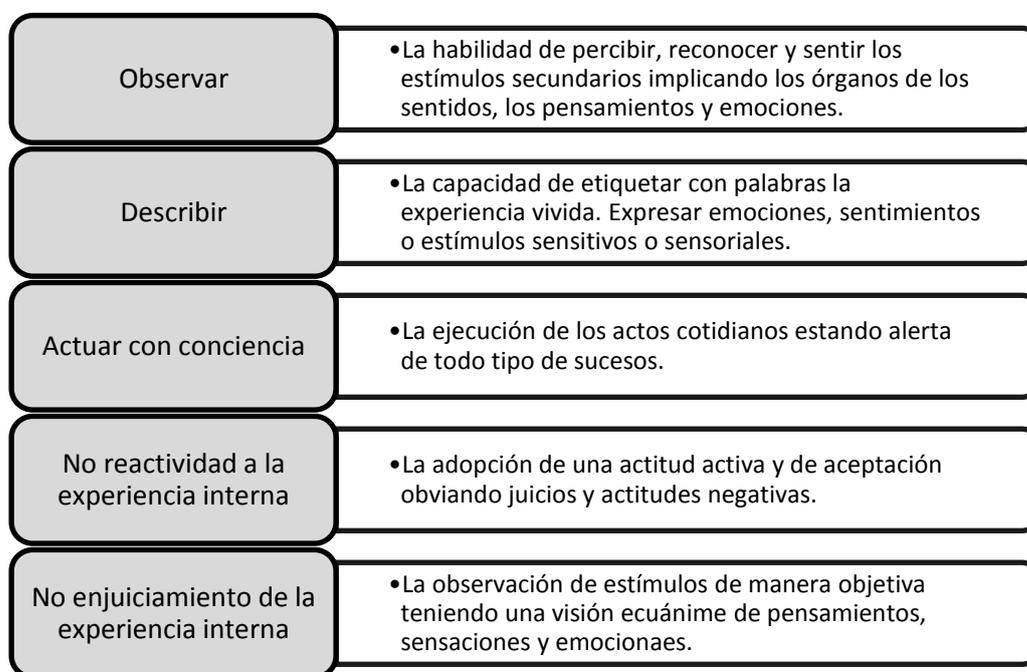 Observar
•La habilidad de percibir, reconocer y sentir los
estímulos secundarios implicando los órganos de los
sentidos, los pensamientos y emociones.
Describir
•La capacidad de etiquetar con palabras la
experiencia vivida. Expresar emociones, sentimientos
o estímulos sensitivos o sensoriales.
Actuar con conciencia
•La ejecución de los actos cotidianos estando alerta
de todo tipo de sucesos.
No reactividad a la
experiencia interna
•La adopción de una actitud activa y de aceptación
obviando juicios y actitudes negativas.
No enjuiciamiento de la
experiencia interna
•La observación de estímulos de manera objetiva
teniendo una visión ecuánime de pensamientos,
sensaciones y emocionaes.